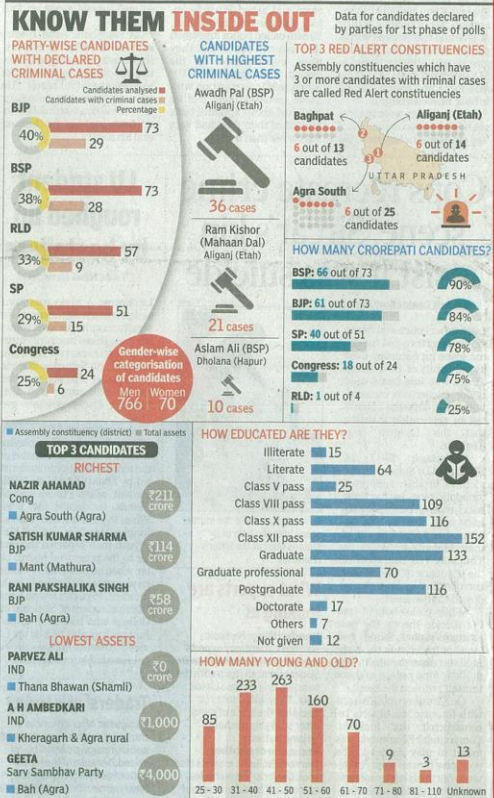 KNOW THEM INSIDE OUT
Data for candidates declared
by parties for 1st phase of polls
PARTY-WISE CANDIDATES
WITH DECLARED
CRIMINAL CASES
Candidates analysed
Candidates with criminal cases
Percentage
BJP
40%
73
29
BSP
38%
73
28
RLD
33%
57
9
SP
29%
51
15
Congress
25%
24
6
Gender-wise
categorisation
of candidates
Men Women
766 70
CANDIDATES
WITH HIGHEST
CRIMINAL CASES
Awadh Pal (BSP)
Aliganj (Etah)
36 cases
Ram Kishor
(Mahaan Dal)
Aliganj (Etah)
21 cases
Aslam Ali (BSP)
Dholana (Hapur)
10 cases
TOP 3 RED ALERT CONSTITUENCIES
Assembly constituencies which have
3 or more candidates with riminal cases
are called Red Alert constituencies
Baghpat
6 out of 13
candidates
Aliganj (Etah)
6 out of 14
candidates
2
1
3
UTTAR PRADESH
Agra South
6 out of 25
candidates
HOW MANY CROREPATI CANDIDATES?
BSP: 66 out of 73
90%
BJP: 61 out of 73
84%
SP: 40 out of 51
78%
Congress: 18 out of 24
75%
RLD: 1 out of 4
25%
Assembly constituency (district) Total assets
TOP 3 CANDIDATES
RICHEST
NAZIR AHAMAD
Cong
Agra South (Agra)
₹211
crore
SATISH KUMAR SHARMA
BJP
Mant (Mathura)
₹114
crore
RANI PAKSHALIKA SINGH
BJP
Bah (Agra)
₹58
crore
LOWEST ASSETS
PARVEZ ALI
IND
Thana Bhawan (Shamli)
₹0
crore
A H AMBEDKARI
IND
Kheragarh & Agra rural
₹1,000
GEETA
Sarv Sambhav Party
Bah (Agra)
₹4,000
HOW EDUCATED ARE THEY?
Illiterate 15
Literate 64
Class V pass 25
Class VIII pass 109
Class X pass 116
Class XII pass 152
Graduate 133
Graduate professional 70
Postgraduate 116
Doctorate 17
Others 7
Not given 12
HOW MANY YOUNG AND OLD?
85 233 263 160 70 9 3 13
25 - 30 31 - 40 41 - 50 51 - 60 61 - 70 71 - 80 81 - 110 Unknown